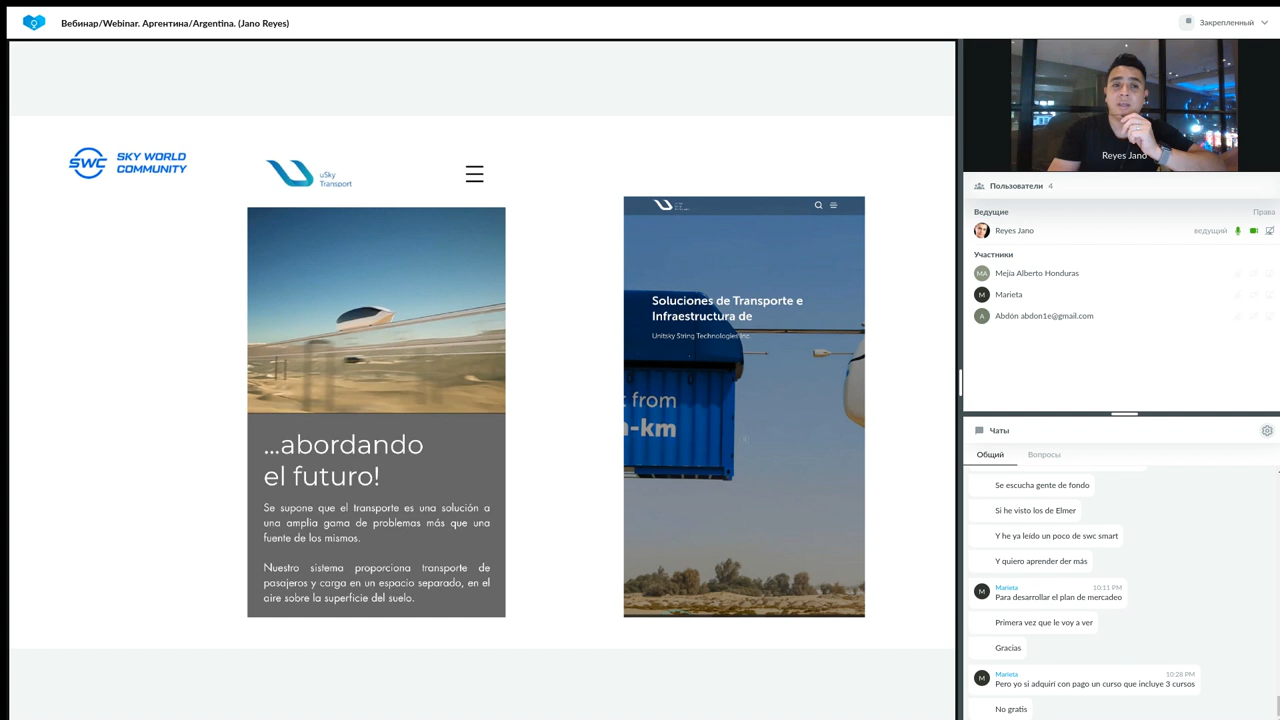 Вебинар/Webinar. Аргентина/Argentina. (Jano Reyes)
Закрепленный
SWC SKY WORLD
COMMUNITY
uSky
Transport
...abordando
el futuro!
Se supone que el transporte es una solución a
una amplia gama de problemas más que una
fuente de los mismos.
Nuestro sistema proporciona transporte de
pasajeros y carga en un espacio separado, en el
aire sobre la superficie del suelo.
Soluciones de Transporte e
Infraestructura de
Unitsky String Technologies Inc.
t from
n-km
Reyes Jano
Пользователи 4
Ведущие Права
Reyes Jano ведущий
Участники
MA Mejía Alberto Honduras
M Marieta
A Abdón abdon1e@gmail.com
Чаты
Общий Вопросы
Se escucha gente de fondo
Si he visto los de Elmer
Y he ya leído un poco de swc smart
Y quiero aprender der más
M Marieta 10:11 PM
Para desarrollar el plan de mercadeo
Primera vez que le voy a ver
Gracias
M Marieta 10:28 PM
Pero yo si adquirí con pago un curso que incluye 3 cursos
No gratis